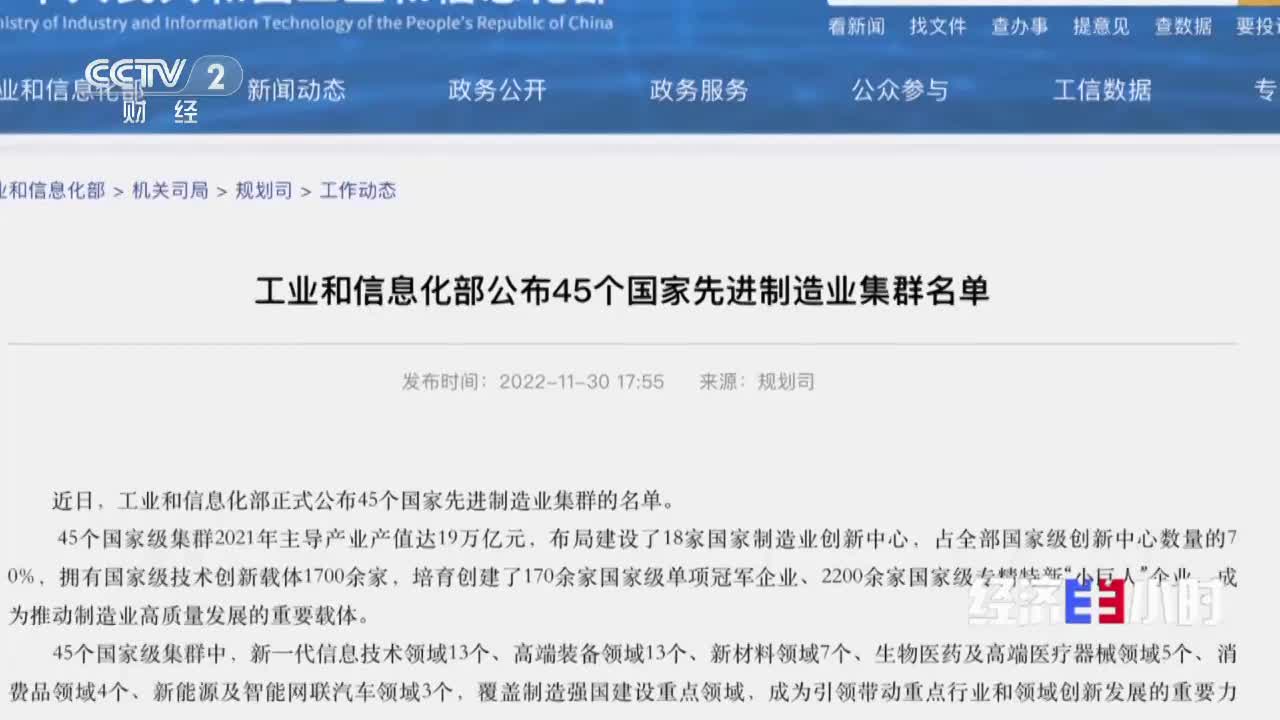 nistry of Industry and Information Technology of the People's Republic of China
看新闻 找文件 查办事 提意见 查数据 要投
CCTV 2
财经
业和信息化部 新闻动态 政务公开 政务服务 公众参与 工信数据 专
业和信息化部 > 机关司局 > 规划司 > 工作动态
工业和信息化部公布45个国家先进制造业集群名单
发布时间：2022-11-30 17:55 来源：规划司
近日，工业和信息化部正式公布45个国家先进制造业集群的名单。
45个国家级集群2021年主导产业产值达19万亿元，布局建设了18家国家制造业创新中心，占全部国家级创新中心数量的7
0%，拥有国家级技术创新载体1700余家，培育创建了170余家国家级单项冠军企业、2200余家国家级专精特新“小巨人”企业，成
为推动制造业高质量发展的重要载体。
经济半小时
45个国家级集群中，新一代信息技术领域13个、高端装备领域13个、新材料领域7个、生物医药及高端医疗器械领域5个、消
费品领域4个、新能源及智能网联汽车领域3个，覆盖制造强国建设重点领域，成为引领带动重点行业和领域创新发展的重要力